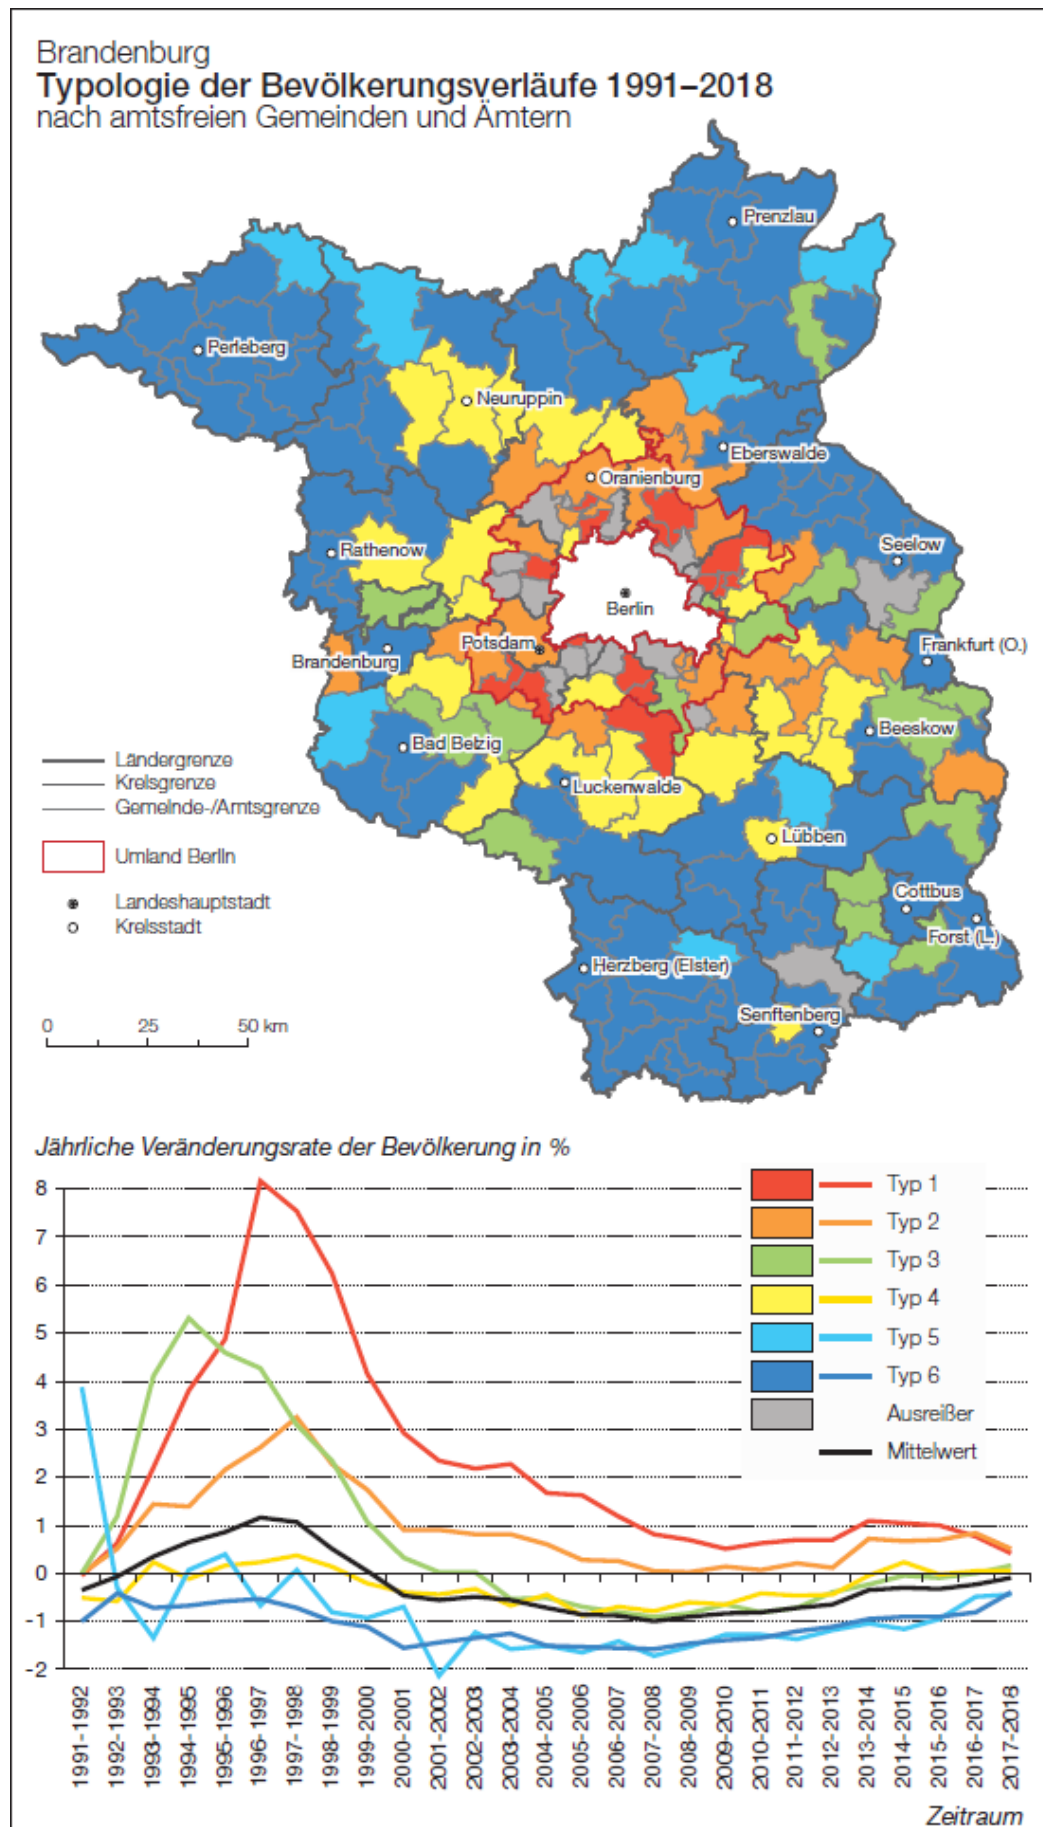 Brandenburg
Typologie der Bevölkerungsverläufe 1991–2018
nach amtsfreien Gemeinden und Ämtern
Prenzlau
Perleberg
Neuruppin
Eberswalde
Oranienburg
Rathenow
Seelow
Berlin
Potsdam
Frankfurt (O.)
Brandenburg
Beeskow
Bad Belzig
Luckenwalde
Lübben
Cottbus
Forst (L.)
Herzberg (Elster)
Senftenberg
Ländergrenze
Kreisgrenze
Gemeinde-/Amtsgrenze
Umland Berlin
Landeshauptstadt
Kreisstadt
0 25 50 km
Jährliche Veränderungsrate der Bevölkerung in %
8
7
6
5
4
3
2
1
0
-1
-2
Typ 1
Typ 2
Typ 3
Typ 4
Typ 5
Typ 6
Ausreißer
Mittelwert
1991-1992
1992-1993
1993-1994
1994-1995
1995-1996
1996-1997
1997- 1998
1998-1999
1999-2000
2000-2001
2001-2002
2002-2003
2003-2004
2004-2005
2005-2006
2006-2007
2007-2008
2008-2009
2009-2010
2010-2011
2011-2012
2012-2013
2013-2014
2014-2015
2015-2016
2016-2017
2017-2018
Zeitraum